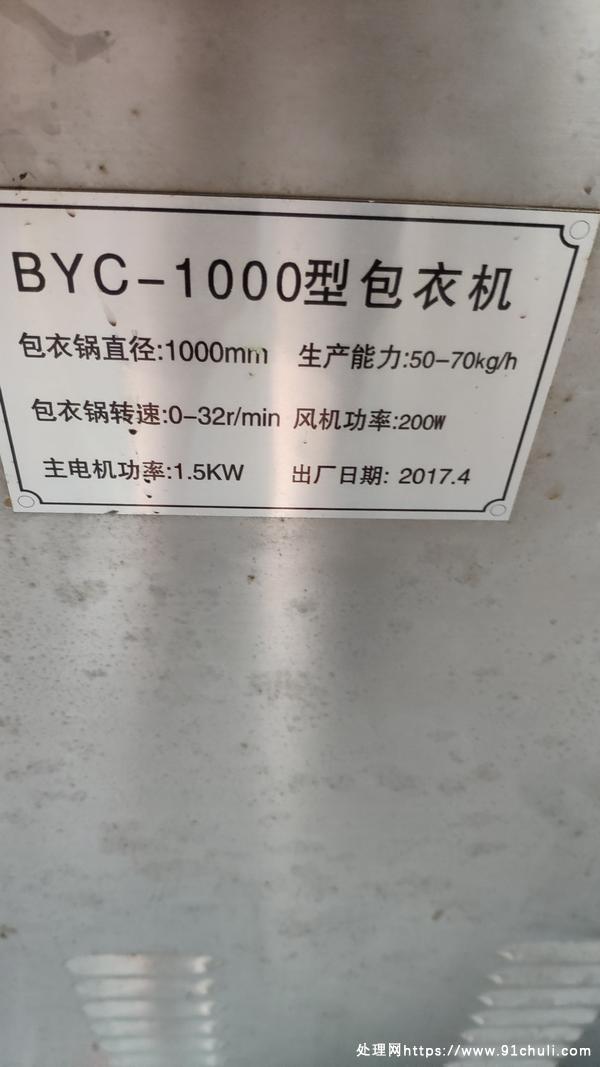 BYC-1000型包衣机
包衣锅直径:1000mm 生产能力:50-70kg/h
包衣锅转速:0-32r/min 风机功率:200W
主电机功率:1.5KW 出厂日期: 2017.4
处理网https://www.91chuli.com/